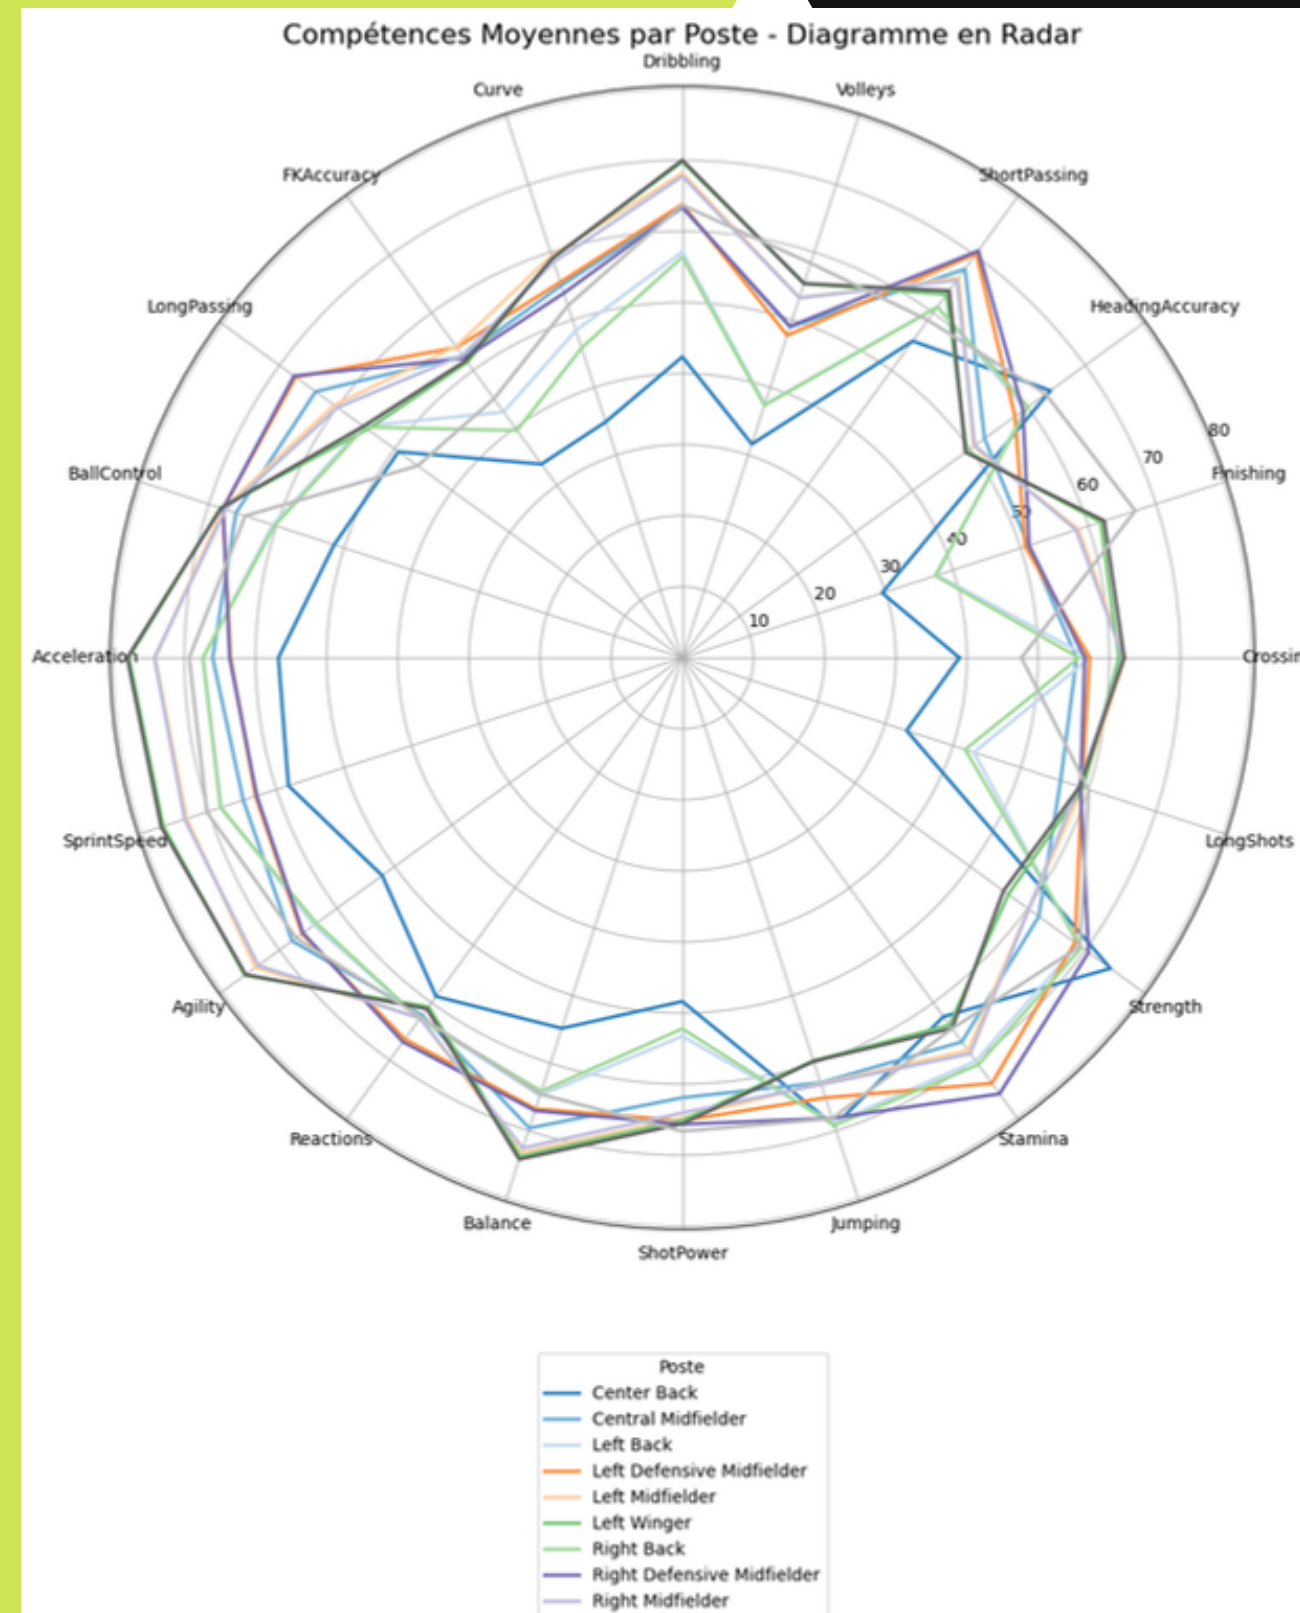 Compétences Moyennes par Poste - Diagramme en Radar
Dribbling
Curve
Volleys
FKAccuracy
ShortPassing
LongPassing
HeadingAccuracy
80
70
BallControl
Finishing
60
50
40
30
20
10
Acceleration
Crossin
SprintSpeed
LongShots
Agility
Strength
Reactions
Stamina
Balance
Jumping
ShotPower
Poste
Center Back
Central Midfielder
Left Back
Left Defensive Midfielder
Left Midfielder
Left Winger
Right Back
Right Defensive Midfielder
Right Midfielder